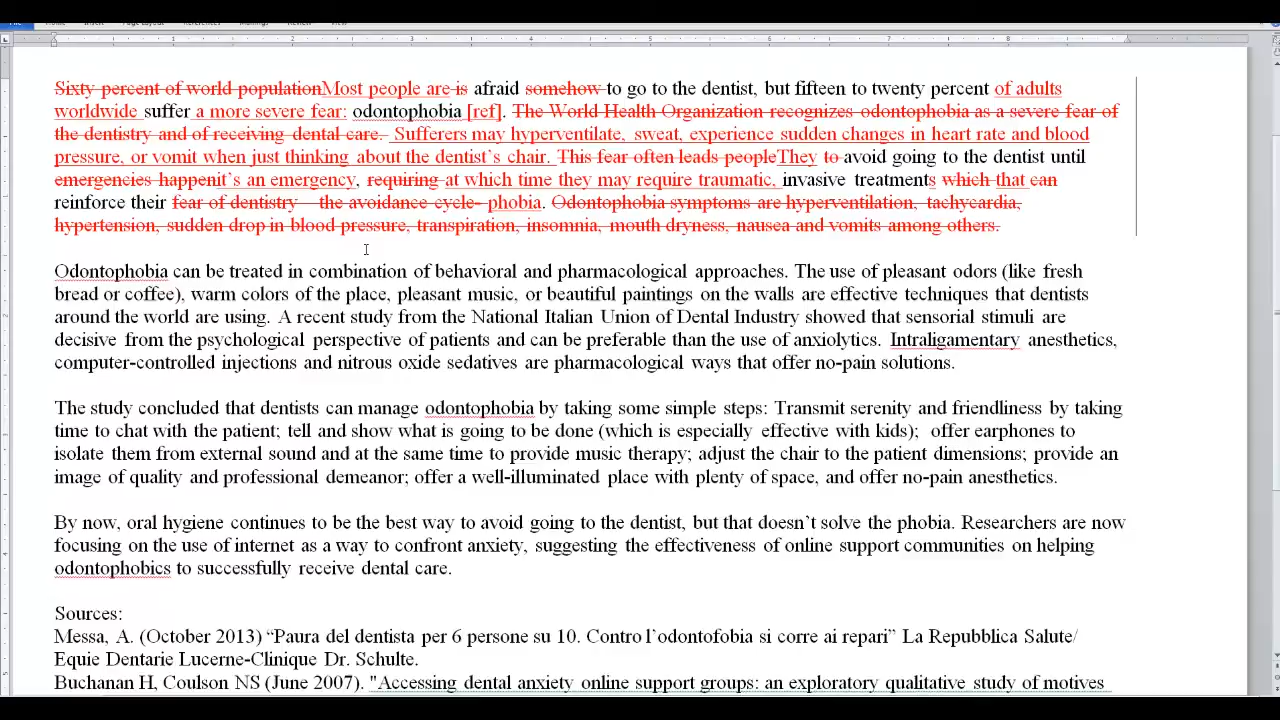 1 2 3 4 5 6 7 8
Sixty percent of world populationMost people are is afraid somehow to go to the dentist, but fifteen to twenty percent of adults
worldwide suffer a more severe fear: odontophobia [ref]. The World Health Organization recognizes odontophobia as a severe fear of
the dentistry and of receiving dental care. Sufferers may hyperventilate, sweat, experience sudden changes in heart rate and blood
pressure, or vomit when just thinking about the dentist's chair. This fear often leads peopleThey to avoid going to the dentist until
emergencies happenit's an emergency, requiring at which time they may require traumatic, invasive treatments which that can
reinforce their fear of dentistry – the avoidance cycle- phobia. Odontophobia symptoms are hyperventilation, tachycardia,
hypertension, sudden drop in blood pressure, transpiration, insomnia, mouth dryness, nausea and vomits among others.
Odontophobia can be treated in combination of behavioral and pharmacological approaches. The use of pleasant odors (like fresh
bread or coffee), warm colors of the place, pleasant music, or beautiful paintings on the walls are effective techniques that dentists
around the world are using. A recent study from the National Italian Union of Dental Industry showed that sensorial stimuli are
decisive from the psychological perspective of patients and can be preferable than the use of anxiolytics. Intraligamentary anesthetics,
computer-controlled injections and nitrous oxide sedatives are pharmacological ways that offer no-pain solutions.
The study concluded that dentists can manage odontophobia by taking some simple steps: Transmit serenity and friendliness by taking
time to chat with the patient; tell and show what is going to be done (which is especially effective with kids); offer earphones to
isolate them from external sound and at the same time to provide music therapy; adjust the chair to the patient dimensions; provide an
image of quality and professional demeanor; offer a well-illuminated place with plenty of space, and offer no-pain anesthetics.
By now, oral hygiene continues to be the best way to avoid going to the dentist, but that doesn't solve the phobia. Researchers are now
focusing on the use of internet as a way to confront anxiety, suggesting the effectiveness of online support communities on helping
odontophobics to successfully receive dental care.
Sources:
Messa, A. (October 2013) “Paura del dentista per 6 persone su 10. Contro l'odontofobia si corre ai repari” La Repubblica Salute/
Equie Dentarie Lucerne-Clinique Dr. Schulte.
Buchanan H, Coulson NS (June 2007). "Accessing dental anxiety online support groups: an exploratory qualitative study of motives